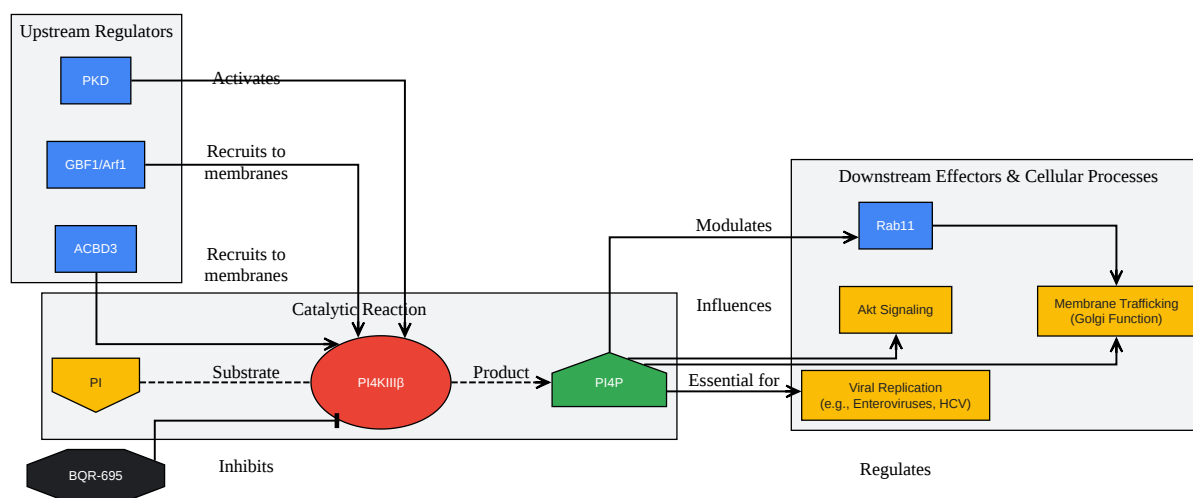 Upstream Regulators
PKD
Activates
GBF1/Arf1
Recruits to
membranes
ACBD3
Recruits to
membranes
Downstream Effectors & Cellular Processes
Modulates
Rab11
Catalytic Reaction
Influences
Akt Signaling
Membrane Trafficking
(Golgi Function)
PI
Substrate
PI4KIIIβ
Product
PI4P
Essential for
Viral Replication
(e.g., Enteroviruses, HCV)
BQR-695
Inhibits
Regulates